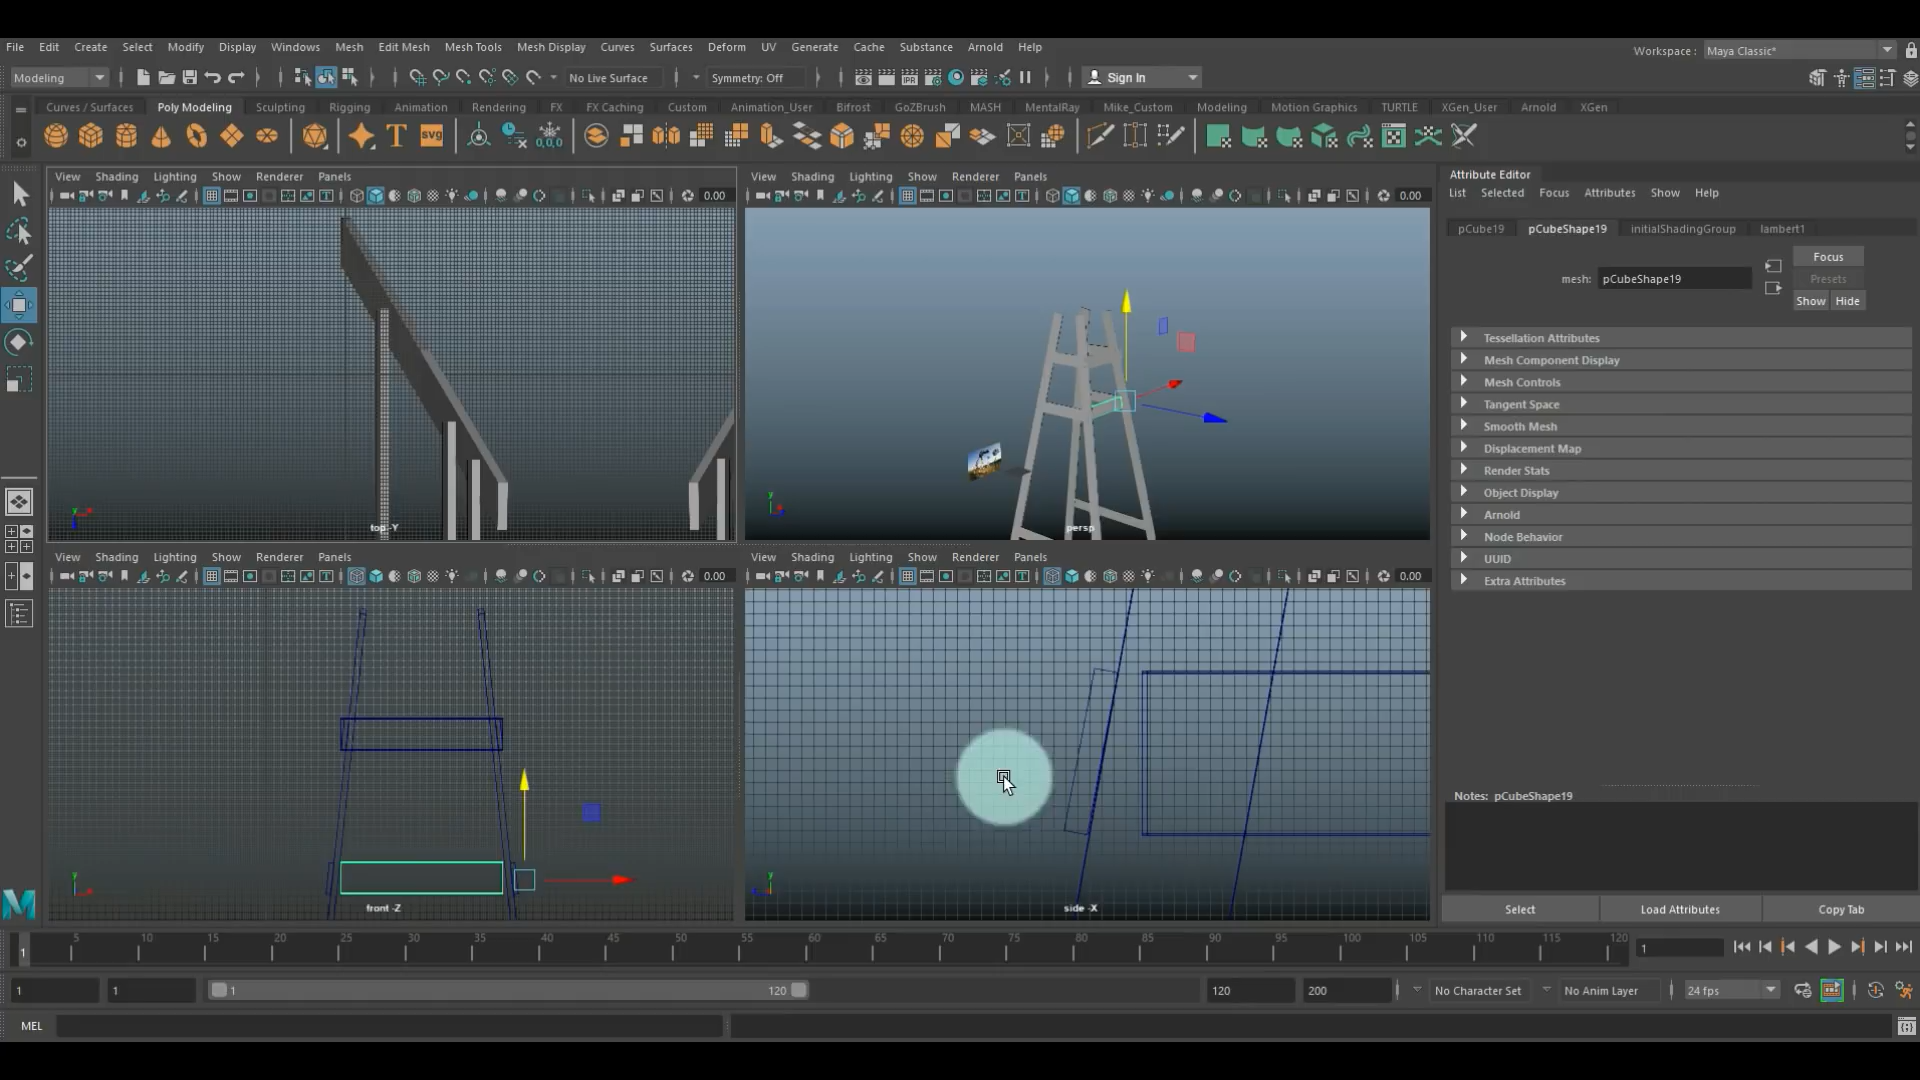 File Edit Create Select Modify Display Windows Mesh Edit Mesh Mesh Tools Mesh Display Curves Surfaces Deform UV Generate Cache Substance Arnold Help
Workspace : Maya Classic*
Modeling No Live Surface Symmetry: Off Sign In
Curves / Surfaces Poly Modeling Sculpting Rigging Animation Rendering FX FX Caching Custom Animation_User Bifrost GoZBrush MASH MentalRay Mike_Custom Modeling Motion Graphics TURTLE XGen_User Arnold XGen
T SVG 0,0,0
View Shading Lighting Show Renderer Panels
0.00
top -Y
View Shading Lighting Show Renderer Panels
0.00
persp
View Shading Lighting Show Renderer Panels
0.00
front -Z
View Shading Lighting Show Renderer Panels
0.00
side -X
Attribute Editor
List Selected Focus Attributes Show Help
pCube19 pCubeShape19 initialShadingGroup lambert1
Focus
mesh: pCubeShape19
Presets
Show Hide
Tessellation Attributes
Mesh Component Display
Mesh Controls
Tangent Space
Smooth Mesh
Displacement Map
Render Stats
Object Display
Arnold
Node Behavior
UUID
Extra Attributes
Notes: pCubeShape19
Select Load Attributes Copy Tab
1 5 10 15 20 25 30 35 40 45 50 55 60 65 70 75 80 85 90 95 100 105 110 115 120 1
1 1 1 120 120 200 No Character Set No Anim Layer 24 fps
MEL